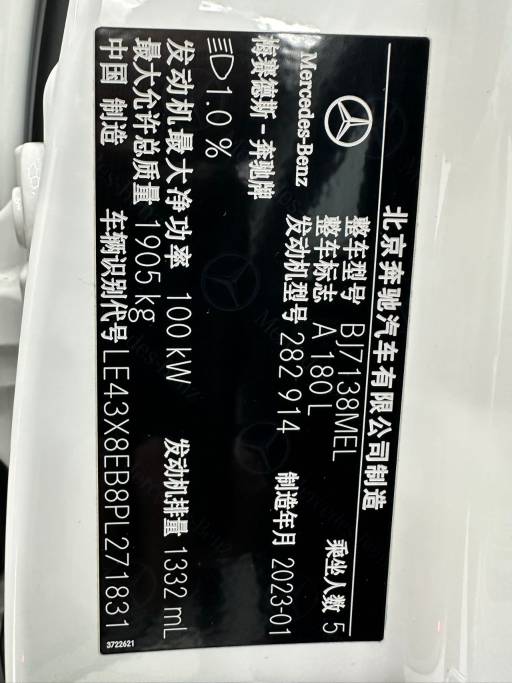 北京奔驰汽车有限公司制造
Mercedes-Benz
整车型号 BJ7138MEL 乘坐人数 5
整车标志 A 180 L
梅赛德斯-奔驰牌 发动机型号 282 914 制造年月 2023-01
1.0 %
发动机最大净功率 100 kW 发动机排量 1332 mL
最大允许总质量 1905 kg
中国 制造 车辆识别代号 LE43X8EB8PL271831
3722621